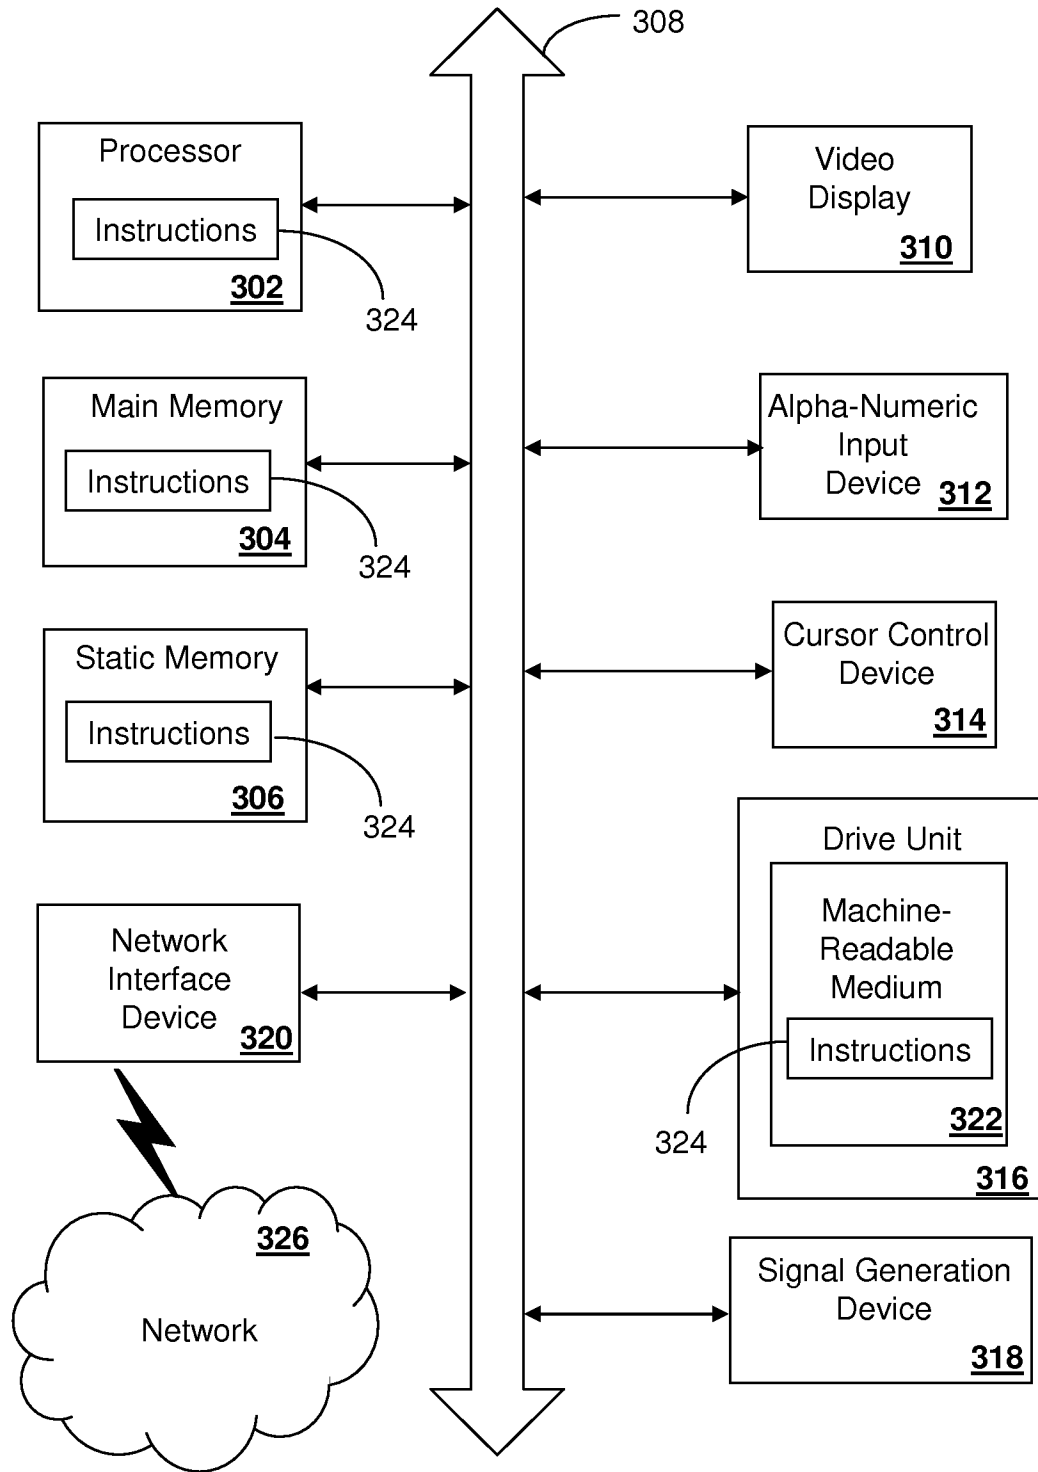 308
Processor
Instructions
302
324
Main Memory
Instructions
304
324
Static Memory
Instructions
306
324
Network
Interface
Device
320
326
Network
Video
Display
310
Alpha-Numeric
Input
Device
312
Cursor Control
Device
314
Drive Unit
Machine-
Readable
Medium
Instructions
322
324
316
Signal Generation
Device
318